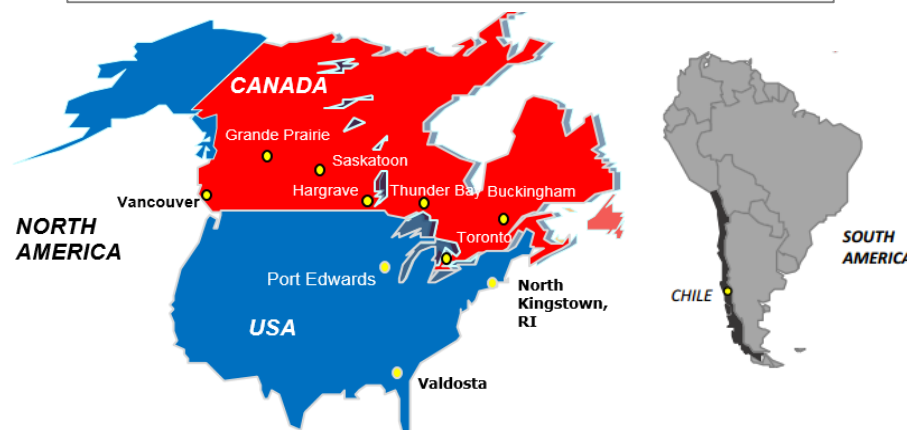 CANADA
Grande Prairie
Saskatoon
Hargrave
Thunder Bay
Buckingham
Vancouver
NORTH
AMERICA
Toronto
Port Edwards
North
Kingstown,
RI
USA
Valdosta
SOUTH
AMERICA
CHILE